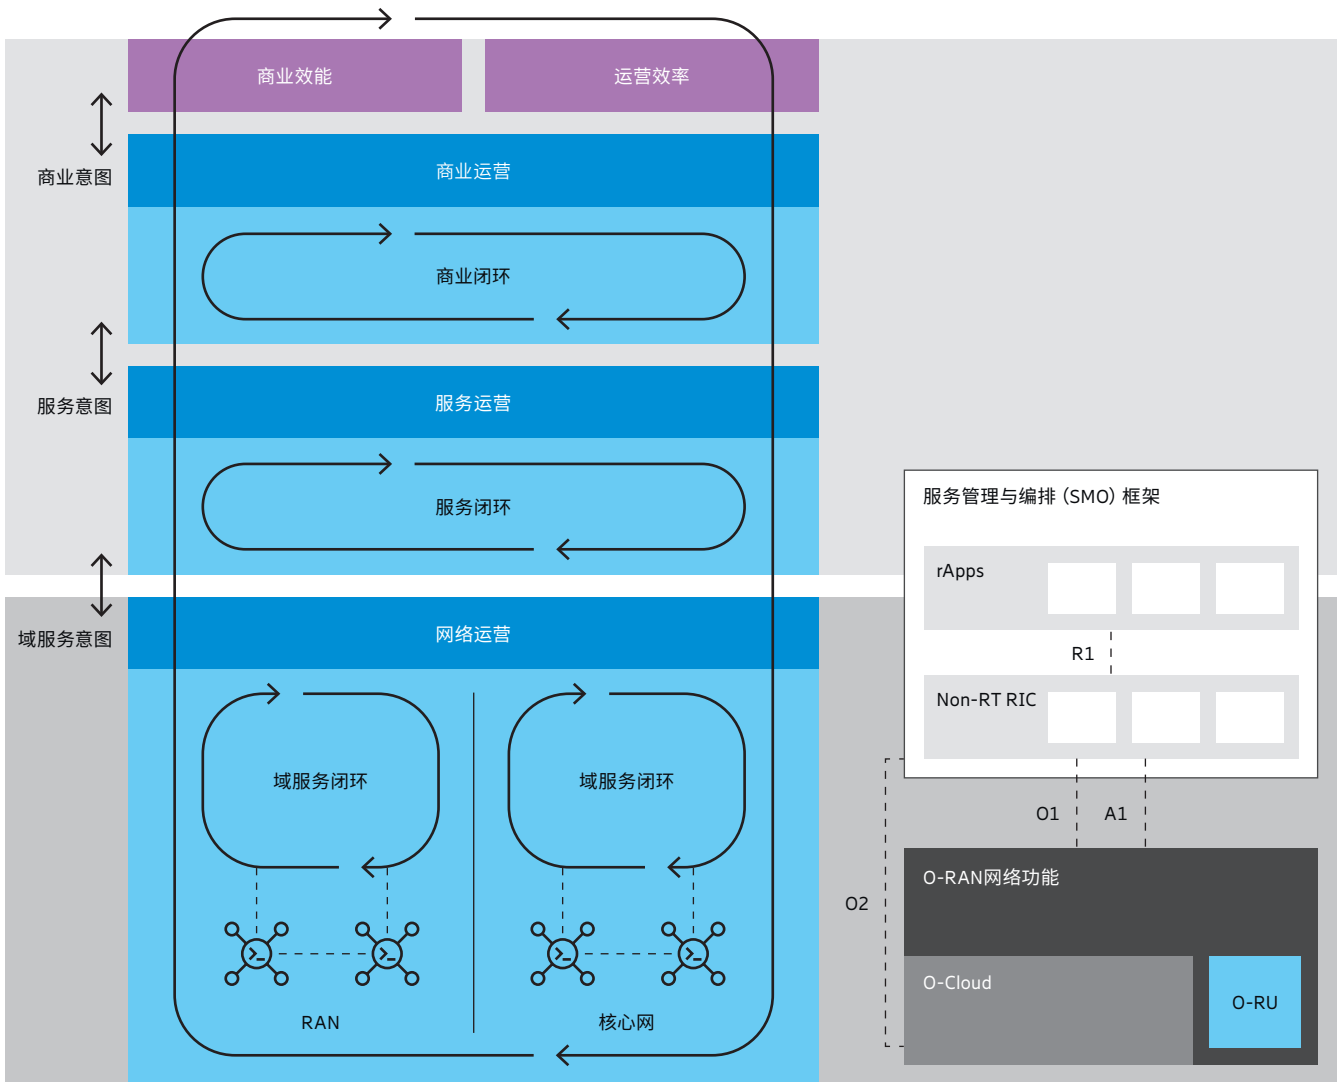 商业效能
运营效率
商业意图
商业运营
商业闭环
服务意图
服务运营
服务闭环
域服务意图
网络运营
域服务闭环
域服务闭环
RAN
核心网
服务管理与编排（SMO）框架
rApps
R1
Non-RT RIC
O1
A1
O2
O-RAN网络功能
O-Cloud
O-RU